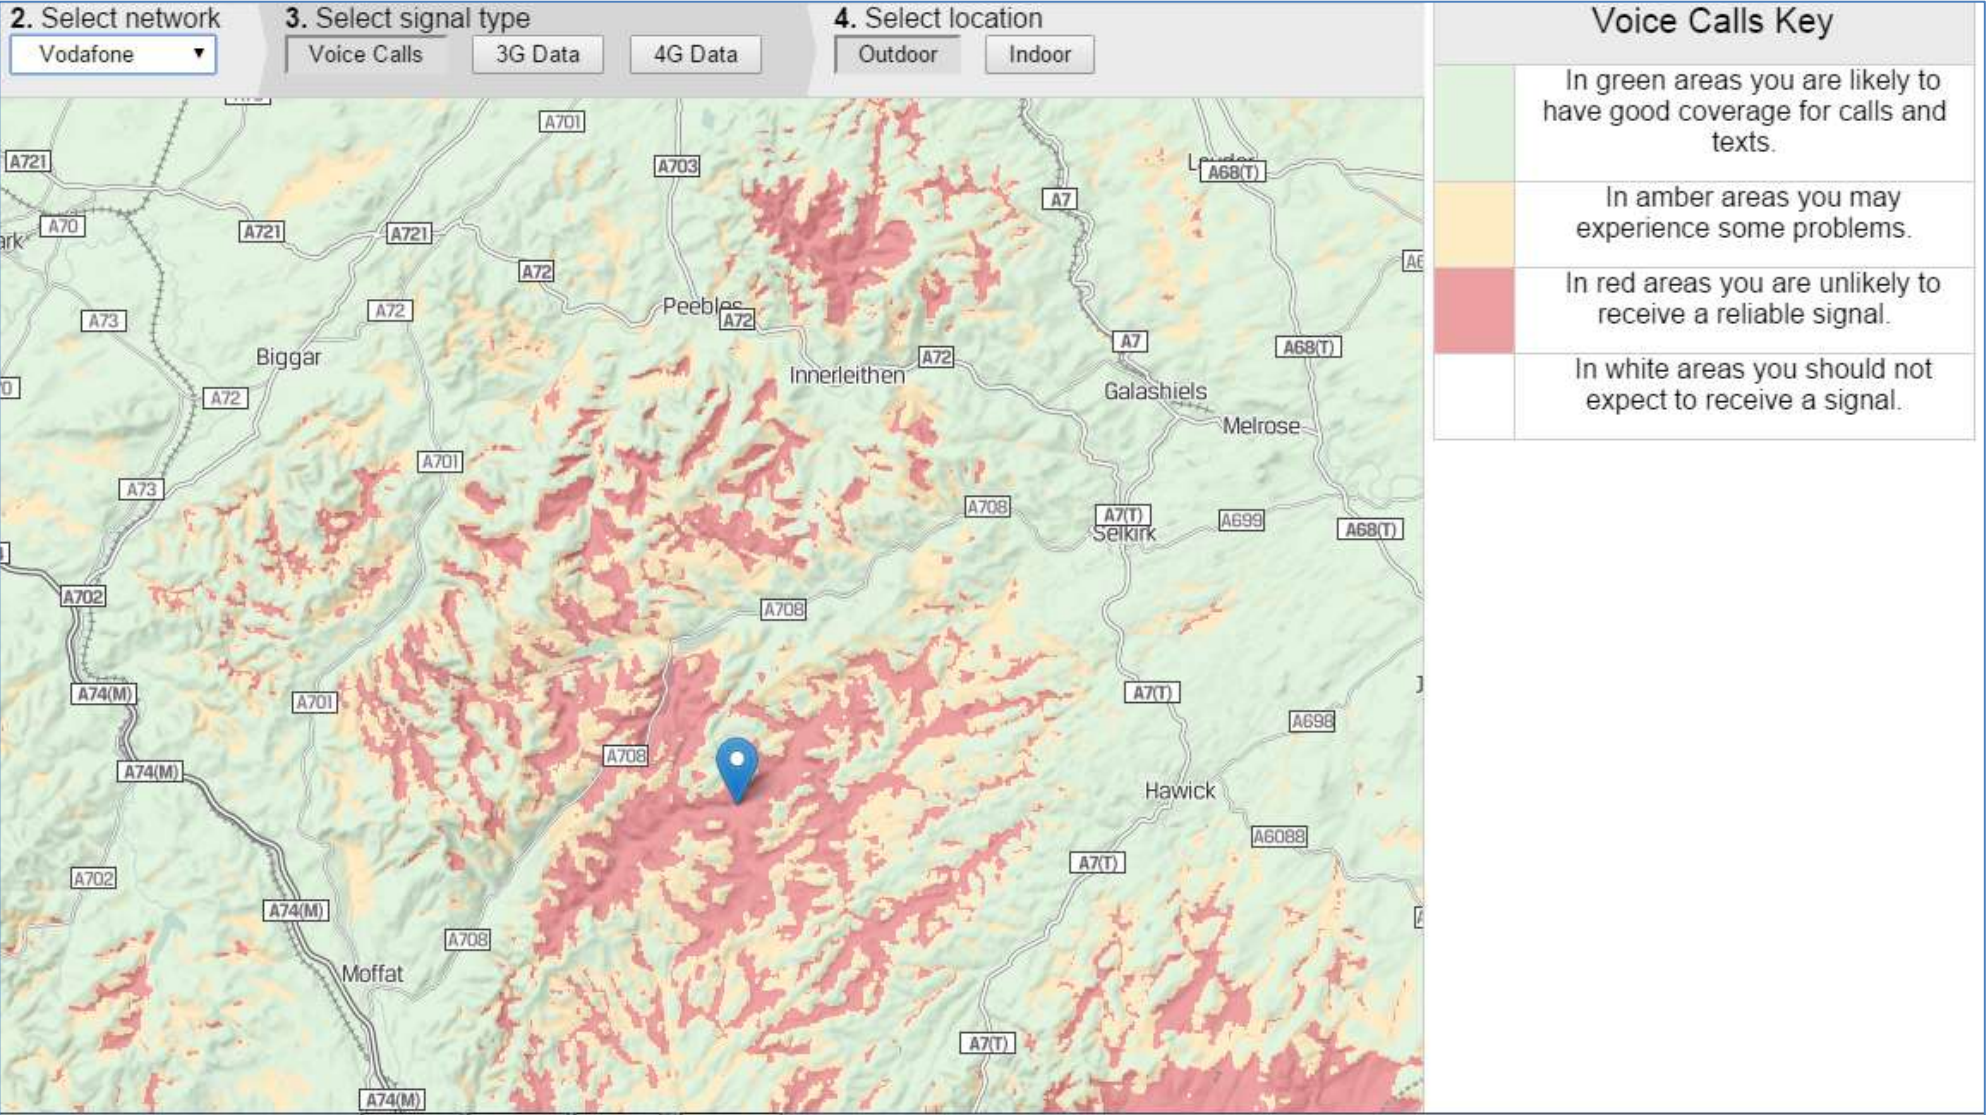 2. Select network
Vodafone
3. Select signal type
Voice Calls
3G Data
4G Data
4. Select location
Outdoor
Indoor
Voice Calls Key
In green areas you are likely to
have good coverage for calls and
texts.
In amber areas you may
experience some problems.
In red areas you are unlikely to
receive a reliable signal.
In white areas you should not
expect to receive a signal.
A701
A721
A703
Lauder
A68(T)
A7
A70
A721
A721
A72
A72
A73
Peebles
A72
A7
A68(T)
Biggar
A72
Innerleithen
Galashiels
A72
Melrose
A701
A73
A708
A7(T)
Selkirk
A699
A68(T)
A702
A708
A74(M)
A701
A7(T)
A698
A708
A74(M)
Hawick
A6088
A7(T)
A702
A74(M)
A708
Moffat
A7(T)
A74(M)